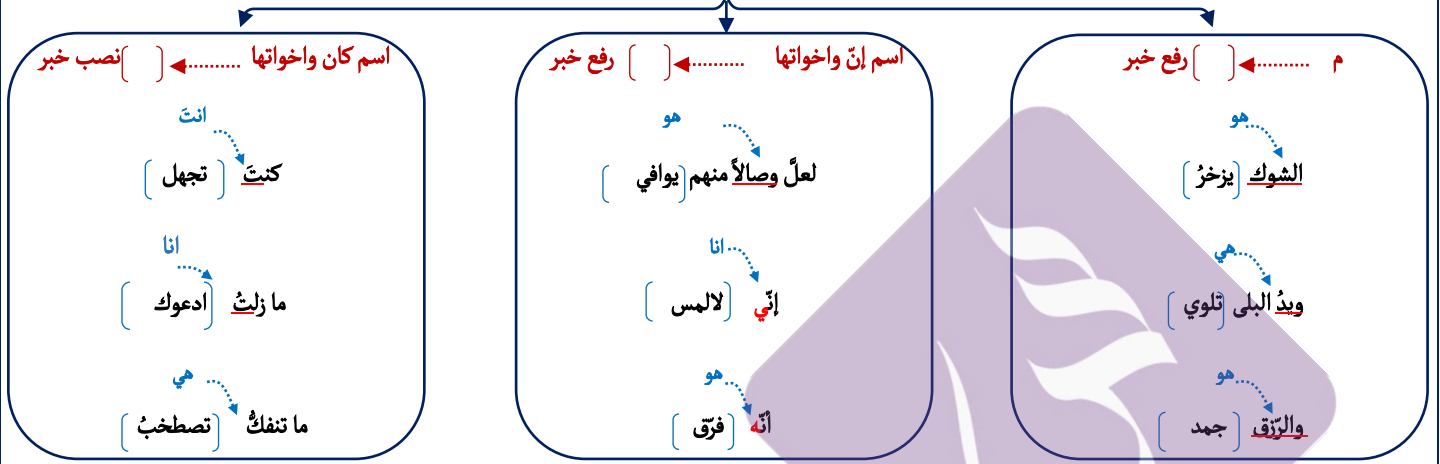 م ........... [ ] رفع خبر
هو
الشوك [ يزخرُ ]
هي
ويدُ البلى [ تلوي ]
هو
والرّزق [ جمد ]
اسم إنّ واخواتها .......... [ ] رفع خبر
هو
لعلَّ وصالاً منهم [ يوافي ]
انا
إنّي [ لالمس ]
هو
أنّه [ فرّق ]
اسم كان واخواتها .......... [ ] نصب خبر
انتَ
كنتَ [ تجهل ]
انا
ما زلتُ [ ادعوك ]
هي
ما تنفكُّ [ تصطخبُ ]